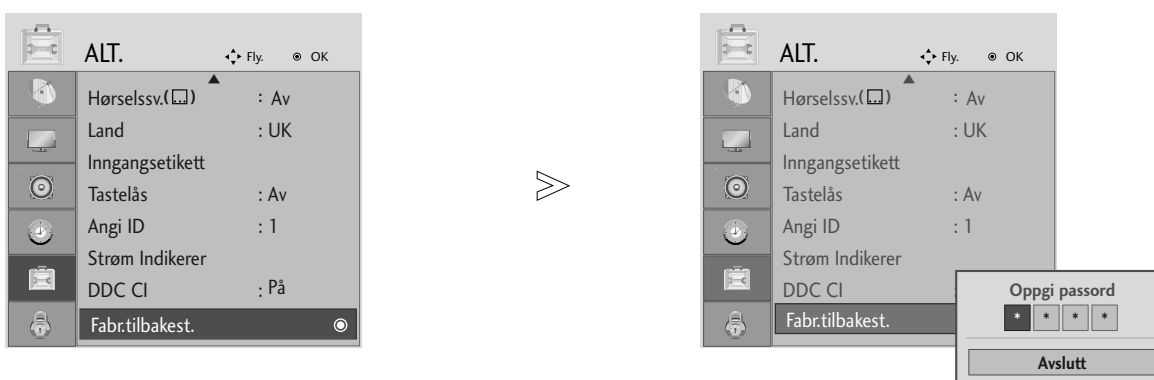 ALT. Fly. OK
Hørselssv.( ) : Av
Land : UK
Inngangsetikett
Tastelås : Av
Angi ID : 1
Strøm Indikerer
DDC CI : På
Fabr.tilbakest.
ALT. Fly. OK
Hørselssv.( ) : Av
Land : UK
Inngangsetikett
Tastelås : Av
Angi ID : 1
Strøm Indikerer
DDC CI :
Fabr.tilbakest.
Oppgi passord
* * * *
Avslutt